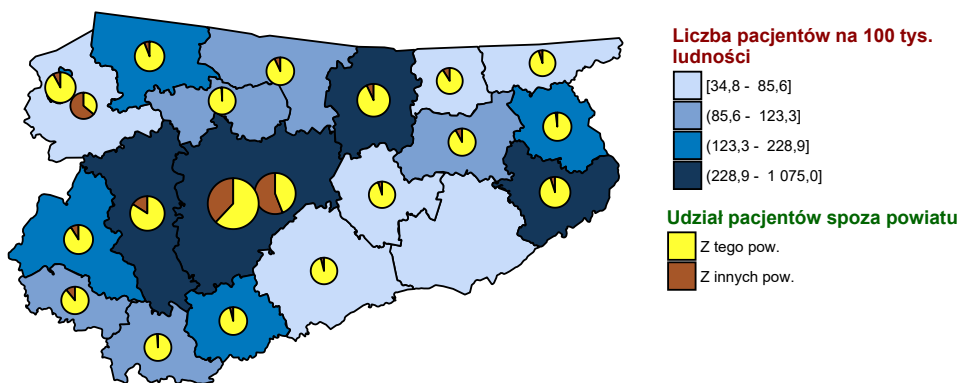 Liczba pacjentów na 100 tys.
ludności
[34,8 - 85,6]
(85,6 - 123,3]
(123,3 - 228,9]
(228,9 - 1 075,0]
Udział pacjentów spoza powiatu
Z tego pow.
Z innych pow.